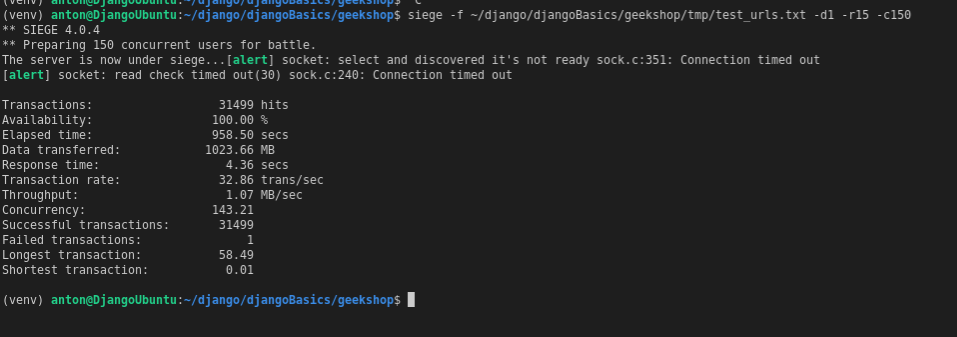 (venv) anton@DjangoUbuntu:~/django/djangoBasics/geekshop$ ^C
(venv) anton@DjangoUbuntu:~/django/djangoBasics/geekshop$ siege -f ~/django/djangoBasics/geekshop/tmp/test_urls.txt -d1 -r15 -c150
** SIEGE 4.0.4
** Preparing 150 concurrent users for battle.
The server is now under siege...[alert] socket: select and discovered it's not ready sock.c:351: Connection timed out
[alert] socket: read check timed out(30) sock.c:240: Connection timed out
Transactions: 31499 hits
Availability: 100.00 %
Elapsed time: 958.50 secs
Data transferred: 1023.66 MB
Response time: 4.36 secs
Transaction rate: 32.86 trans/sec
Throughput: 1.07 MB/sec
Concurrency: 143.21
Successful transactions: 31499
Failed transactions: 1
Longest transaction: 58.49
Shortest transaction: 0.01
(venv) anton@DjangoUbuntu:~/django/djangoBasics/geekshop$